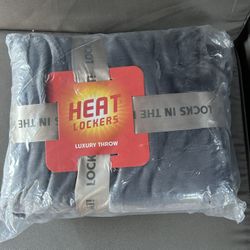 HEAT
LOCKERS
LUXURY THROW
LOCKS IN THE
LOCKS IN THE
LOCK